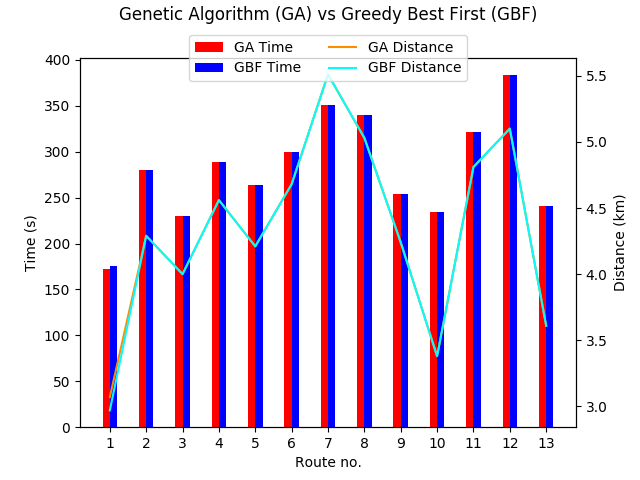 Genetic Algorithm (GA) vs Greedy Best First (GBF)
GA Time
GBF Time
GA Distance
GBF Distance
400
350
300
250
200
150
100
50
0
Time (s)
5.5
5.0
4.5
4.0
3.5
3.0
Distance (km)
1 2 3 4 5 6 7 8 9 10 11 12 13
Route no.